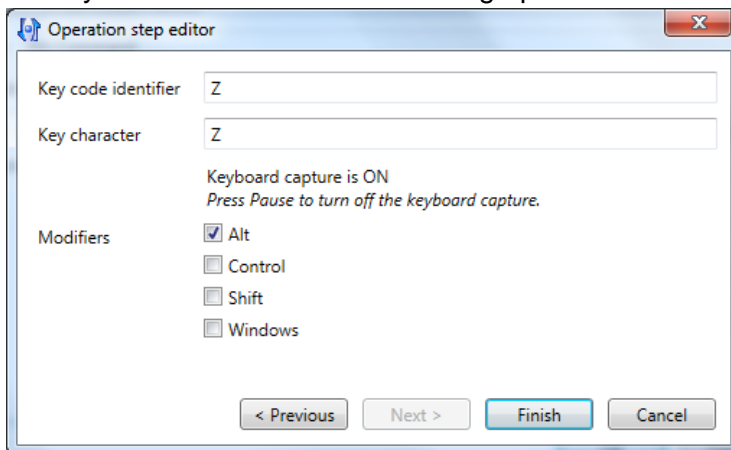 Operation step editor
Key code identifier Z
Key character Z
Keyboard capture is ON
Press Pause to turn off the keyboard capture.
Modifiers Alt
Control
Shift
Windows
< Previous Next > Finish Cancel